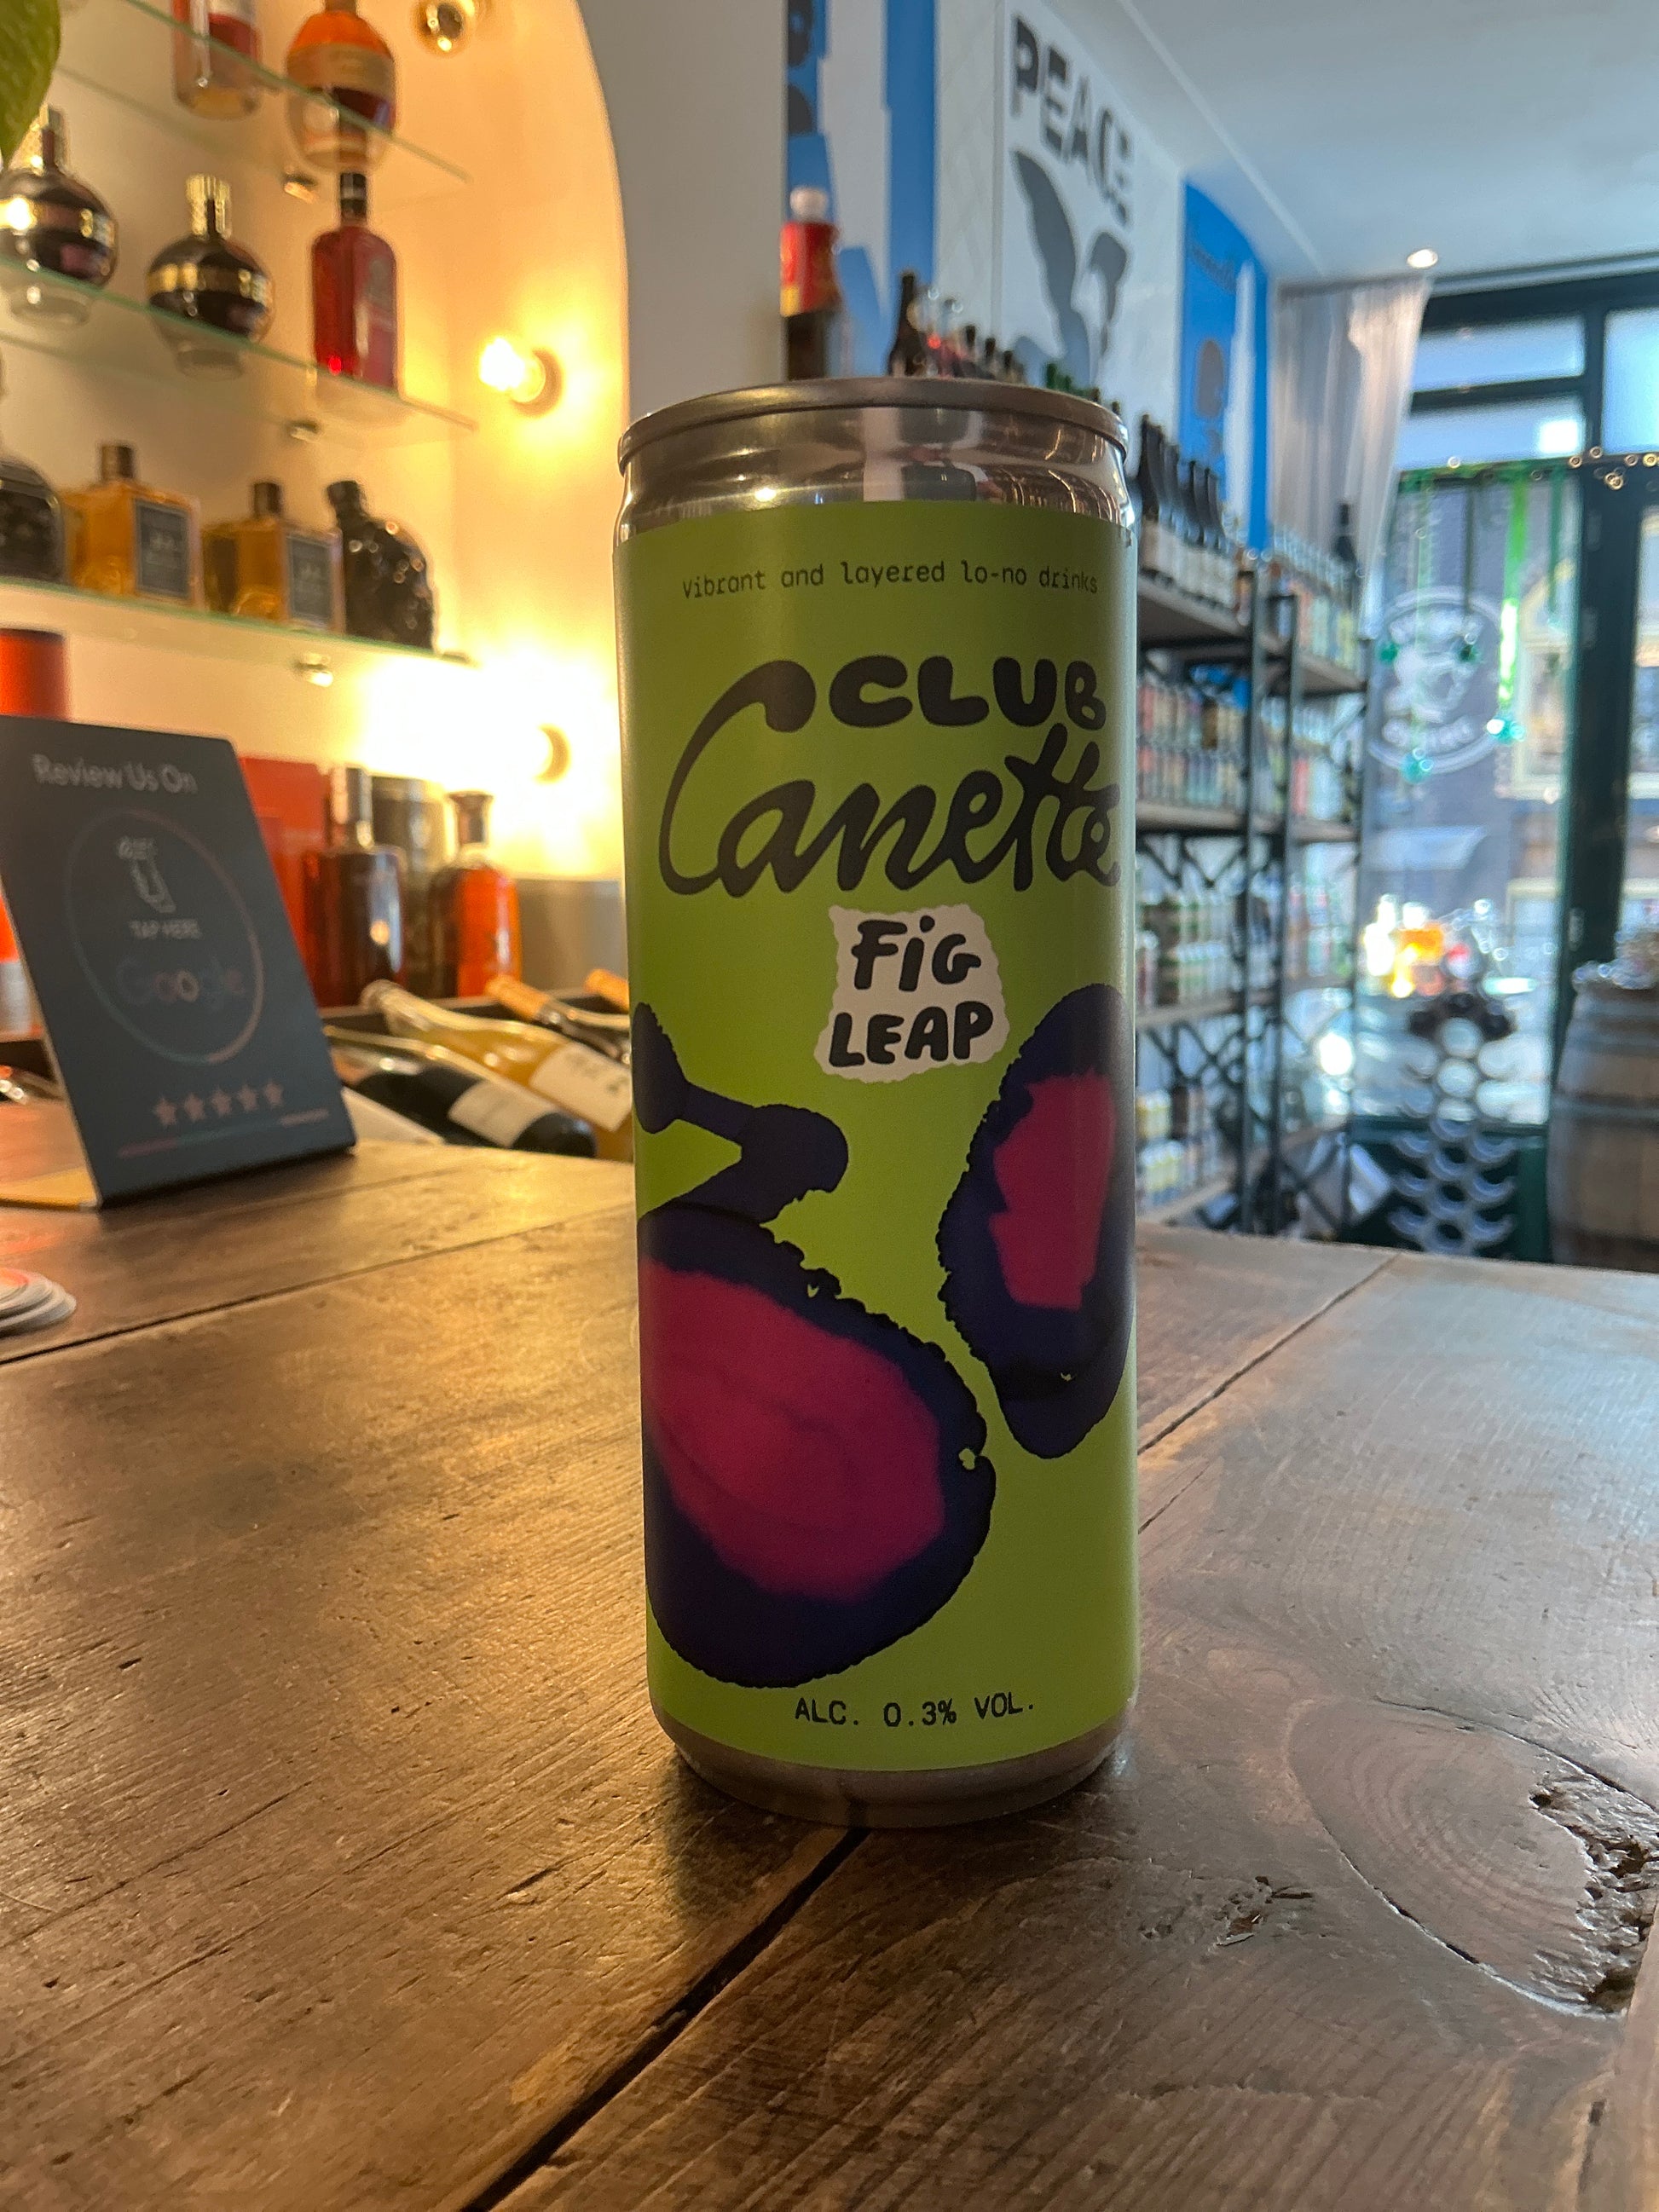 PEACE
Vibrant and layered lo-no drinks
CLUB
Canette
FiG
LEAP
ALC. 0.3% VOL.
Review Us On
TAP HERE
Google